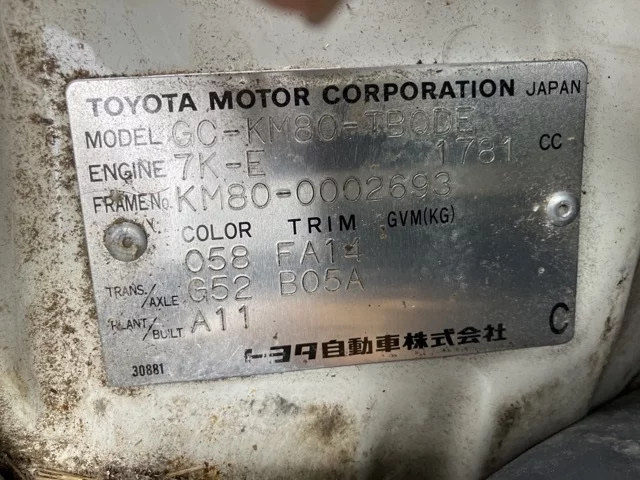 TOYOTA MOTOR CORPORATION JAPAN
MODEL GC-KM80-TBQDE
ENGINE 7K-E 1781 CC
FRAME No. KM80-0002693
COLOR TRIM GVM(KG)
058 FA14
TRANS./AXLE G52 B05A
PLANT/BUILT A11
C
トヨタ自動車株式会社
30881